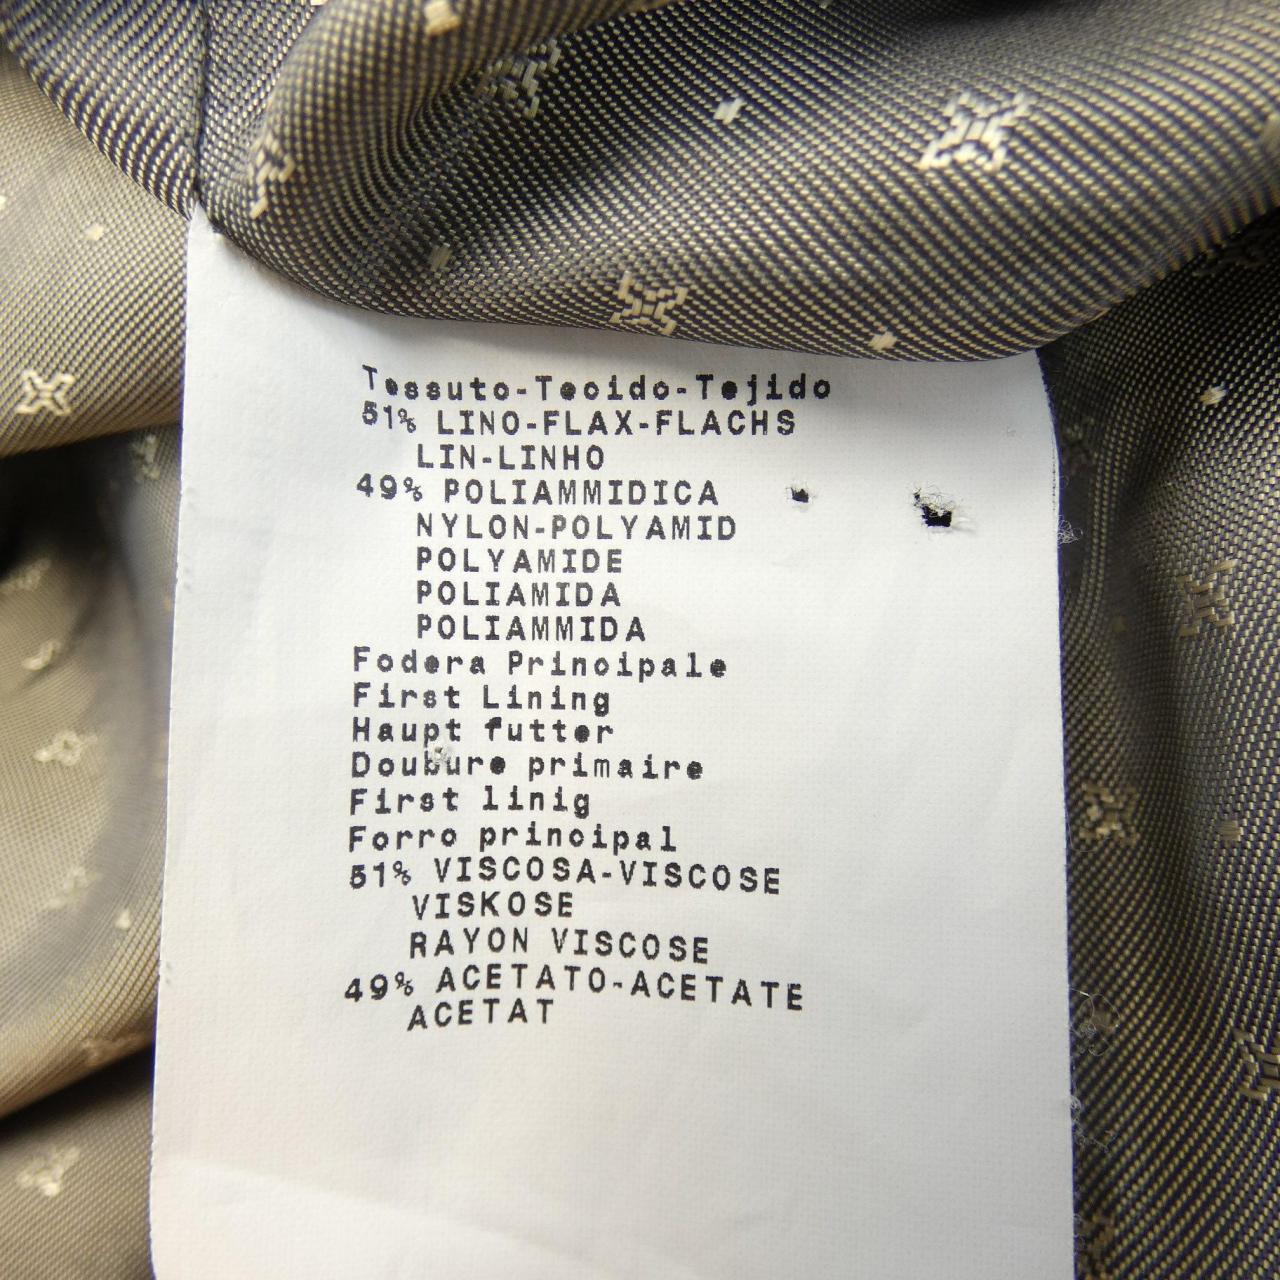 Tessuto-Tecido-Tejido
51% LINO-FLAX-FLACHS
LIN-LINHO
49% POLIAMMIDICA
NYLON-POLYAMID
POLYAMIDE
POLIAMIDA
POLIAMMIDA
Fodera Principale
First Lining
Haupt futter
Doubure primaire
First linig
Forro principal
51% VISCOSA-VISCOSE
VISKOSE
RAYON VISCOSE
49% ACETATO-ACETATE
ACETAT